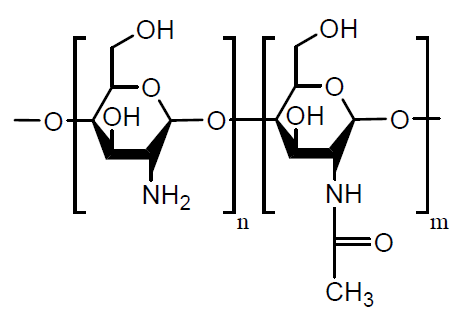 OH OH
O O
OH OH
O O O
NH2 n NH m
O
CH3